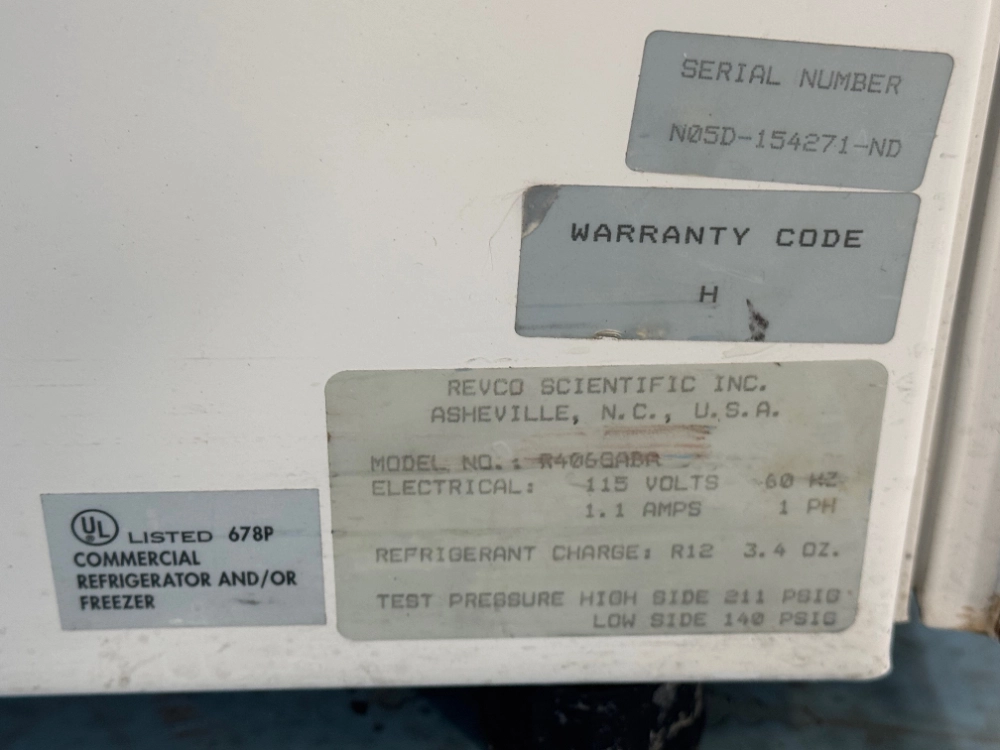 SERIAL NUMBER
NØ5D-154271-ND
WARRANTY CODE
H
REVCO SCIENTIFIC INC.
ASHEVILLE, N.C., U.S.A.
MODEL NO.: R406GABA
ELECTRICAL: 115 VOLTS 60 HZ
1.1 AMPS 1 PH
REFRIGERANT CHARGE: R12 3.4 OZ.
TEST PRESSURE HIGH SIDE 211 PSIG
LOW SIDE 140 PSIG
UL LISTED 678P
COMMERCIAL
REFRIGERATOR AND/OR
FREEZER